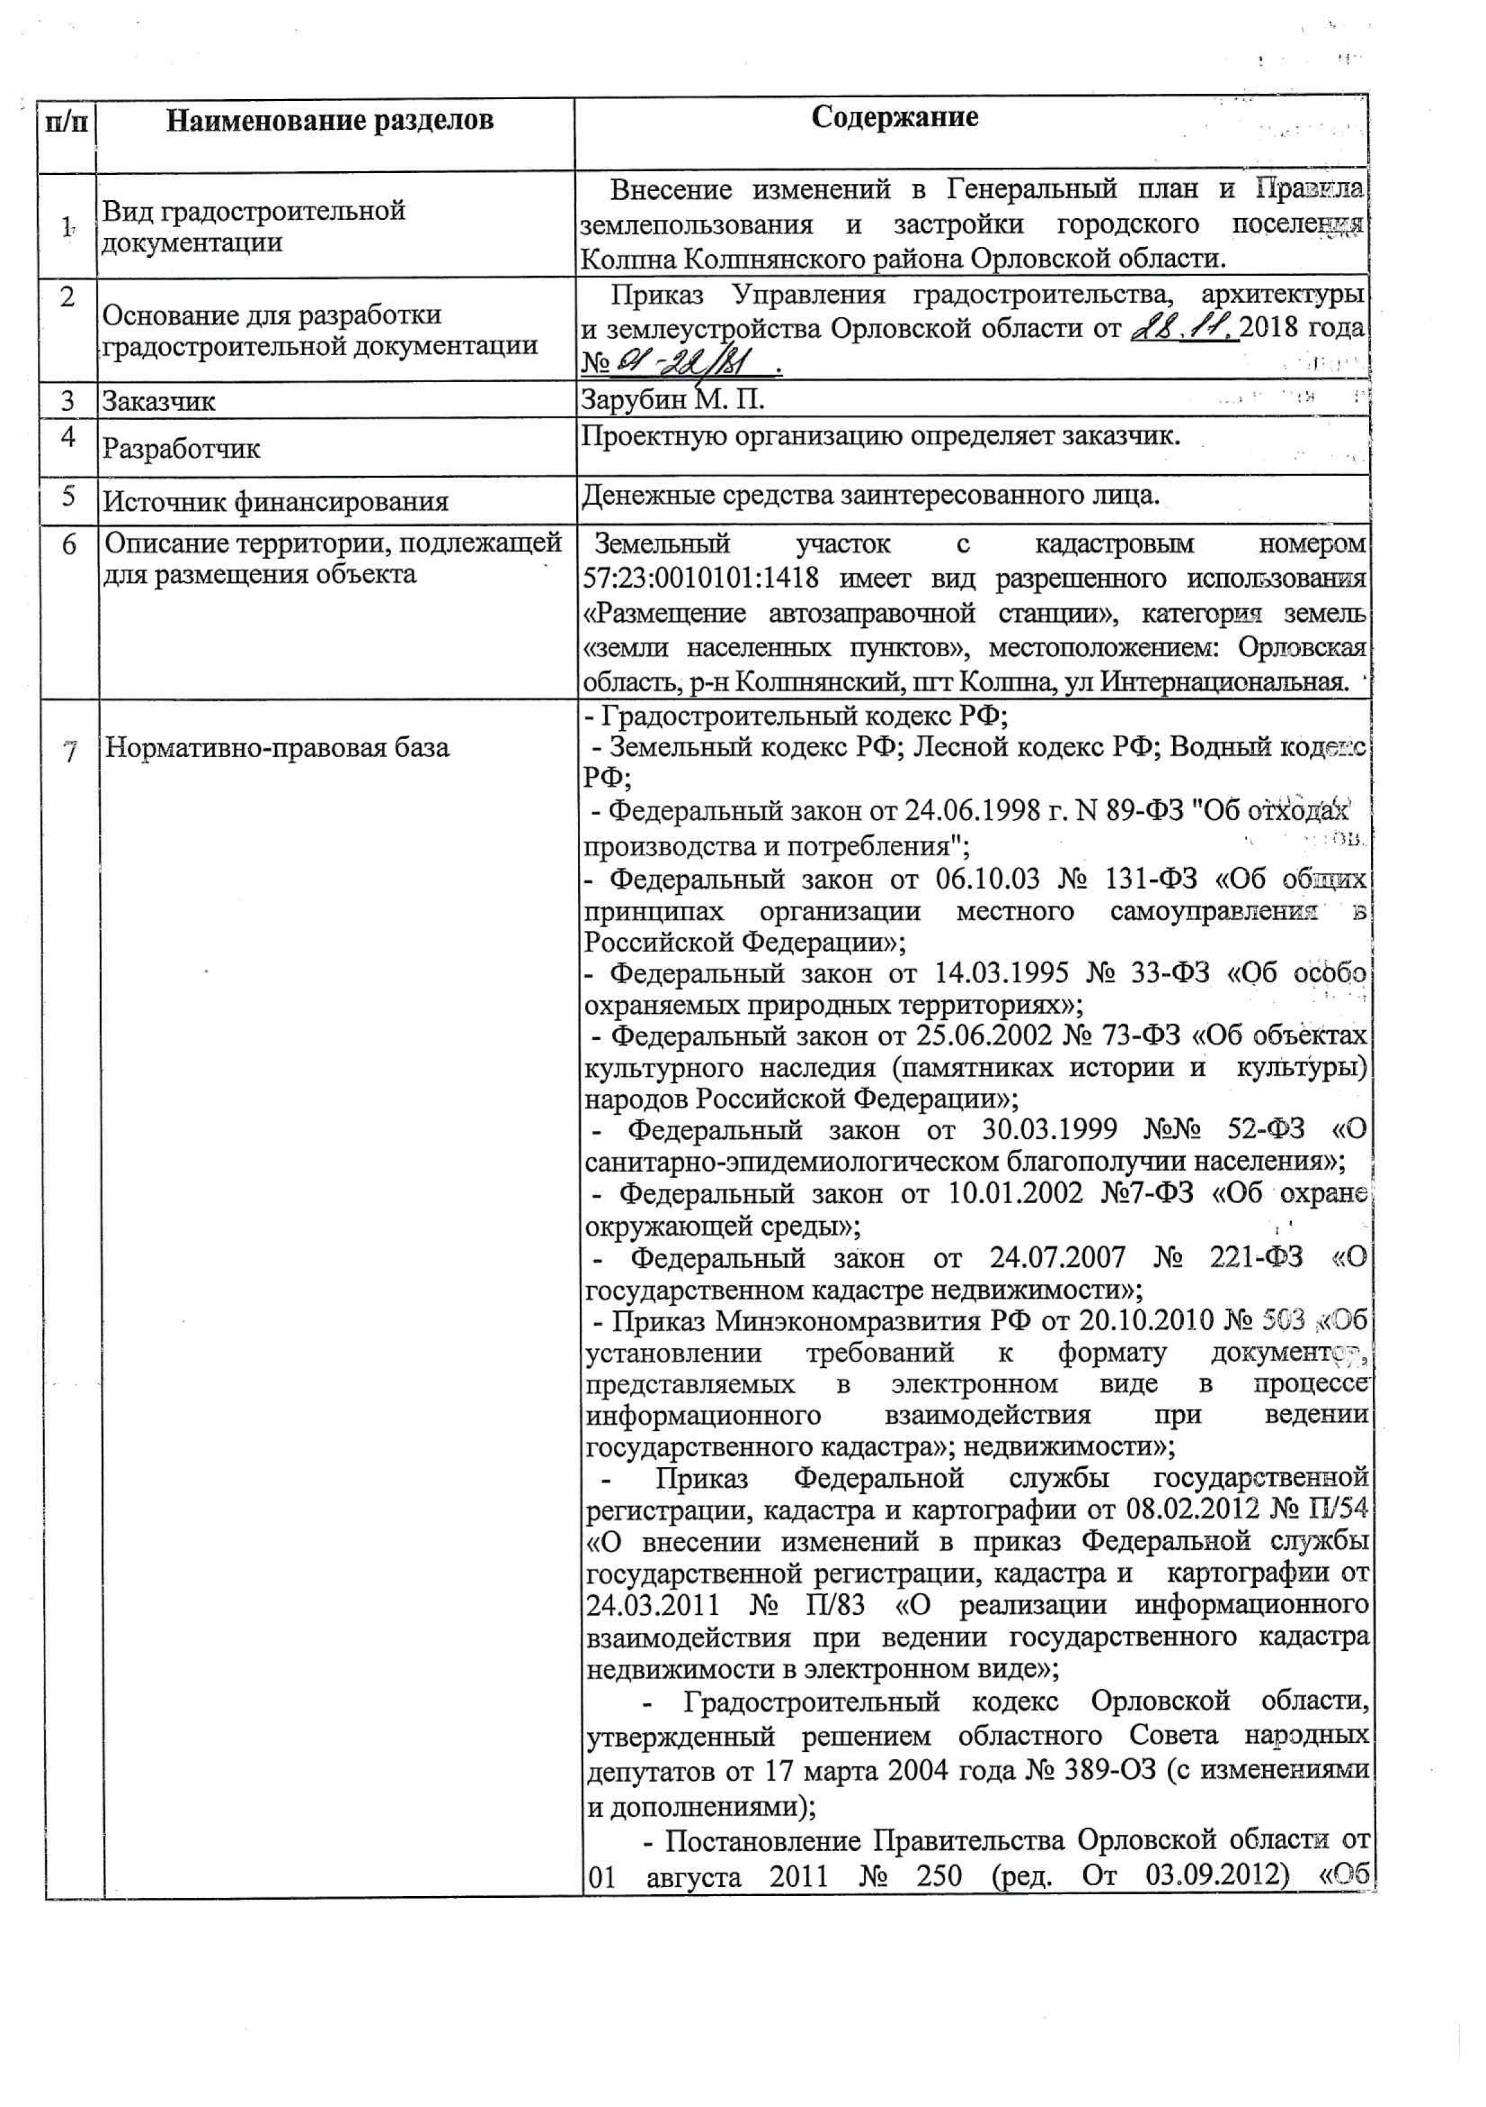 п/п Наименование разделов Содержание
1. Вид градостроительной
документации
Внесение изменений в Генеральный план и Правила
землепользования и застройки городского поселения
Колпна Колпнянского района Орловской области.
2 Основание для разработки
градостроительной документации
Приказ Управления градостроительства, архитектуры
и землеустройства Орловской области от 28.11.2018 года
№ 01-22/81 .
3 Заказчик
Зарубин М. П.
4 Разработчик
Проектную организацию определяет заказчик.
5 Источник финансирования
Денежные средства заинтересованного лица.
6 Описание территории, подлежащей
для размещения объекта
Земельный участок с кадастровым номером
57:23:0010101:1418 имеет вид разрешенного использования
«Размещение автозаправочной станции», категория земель
«земли населенных пунктов», местоположением: Орловская
область, р-н Колпнянский, пгт Колпна, ул Интернациональная.
7 Нормативно-правовая база
- Градостроительный кодекс РФ;
- Земельный кодекс РФ; Лесной кодекс РФ; Водный кодекс
РФ;
- Федеральный закон от 24.06.1998 г. N 89-ФЗ "Об отходах
производства и потребления";
- Федеральный закон от 06.10.03 № 131-ФЗ «Об общих
принципах организации местного самоуправления в
Российской Федерации»;
- Федеральный закон от 14.03.1995 № 33-ФЗ «Об особо
охраняемых природных территориях»;
- Федеральный закон от 25.06.2002 № 73-ФЗ «Об объектах
культурного наследия (памятниках истории и культуры)
народов Российской Федерации»;
- Федеральный закон от 30.03.1999 №№ 52-ФЗ «О
санитарно-эпидемиологическом благополучии населения»;
- Федеральный закон от 10.01.2002 №7-ФЗ «Об охране
окружающей среды»;
- Федеральный закон от 24.07.2007 № 221-ФЗ «О
государственном кадастре недвижимости»;
- Приказ Минэкономразвития РФ от 20.10.2010 № 503 «Об
установлении требований к формату документов,
представляемых в электронном виде в процессе
информационного взаимодействия при ведении
государственного кадастра»; недвижимости»;
- Приказ Федеральной службы государственной
регистрации, кадастра и картографии от 08.02.2012 № П/54
«О внесении изменений в приказ Федеральной службы
государственной регистрации, кадастра и картографии от
24.03.2011 № П/83 «О реализации информационного
взаимодействия при ведении государственного кадастра
недвижимости в электронном виде»;
- Градостроительный кодекс Орловской области,
утвержденный решением областного Совета народных
депутатов от 17 марта 2004 года № 389-ОЗ (с изменениями
и дополнениями);
- Постановление Правительства Орловской области от
01 августа 2011 № 250 (ред. От 03.09.2012) «Об